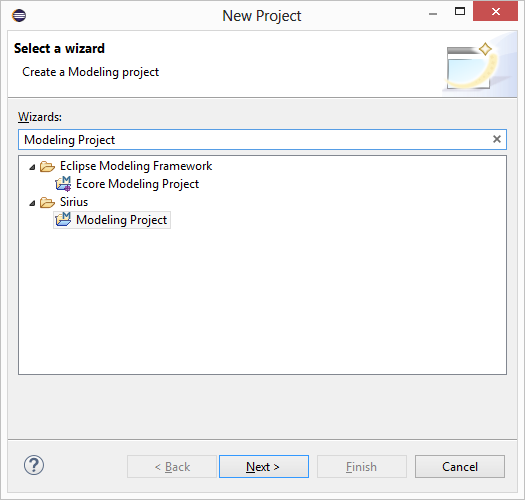 New Project
Select a wizard
Create a Modeling project
Wizards:
Modeling Project
Eclipse Modeling Framework
Ecore Modeling Project
Sirius
Modeling Project
? < Back Next > Finish Cancel